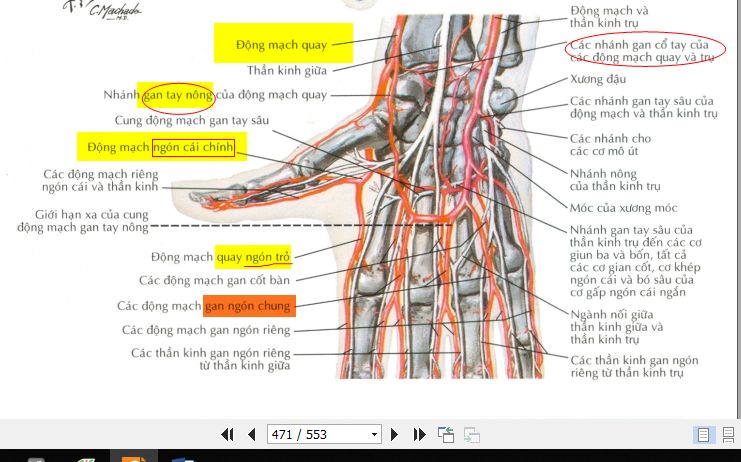 C. Machado
M.D.
Động mạch quay
Thần kinh giữa
Nhánh gan tay nông của động mạch quay
Cung động mạch gan tay sâu
Động mạch ngón cái chính
Các động mạch riêng
ngón cái và thần kinh
Giới hạn xa của cung
động mạch gan tay nông
Động mạch quay ngón trỏ
Các động mạch gan cốt bàn
Các động mạch gan ngón chung
Các động mạch gan ngón riêng
Các thần kinh gan ngón riêng
từ thần kinh giữa
Động mạch và
thần kinh trụ
Các nhánh gan cổ tay của
các động mạch quay và trụ
Xương đậu
Các nhánh gan tay sâu của
động mạch và thần kinh trụ
Các nhánh cho
các cơ mô út
Nhánh nông
của thần kinh trụ
Móc của xương móc
Nhánh gan tay sâu của
thần kinh trụ đến các cơ
giun ba và bốn, tất cả
các cơ gian cốt, cơ khép
ngón cái và bó sâu của
cơ gấp ngón cái ngắn
Ngành nối giữa
thần kinh giữa và
thần kinh trụ
Các thần kinh gan ngón
riêng từ thần kinh trụ
471 / 553